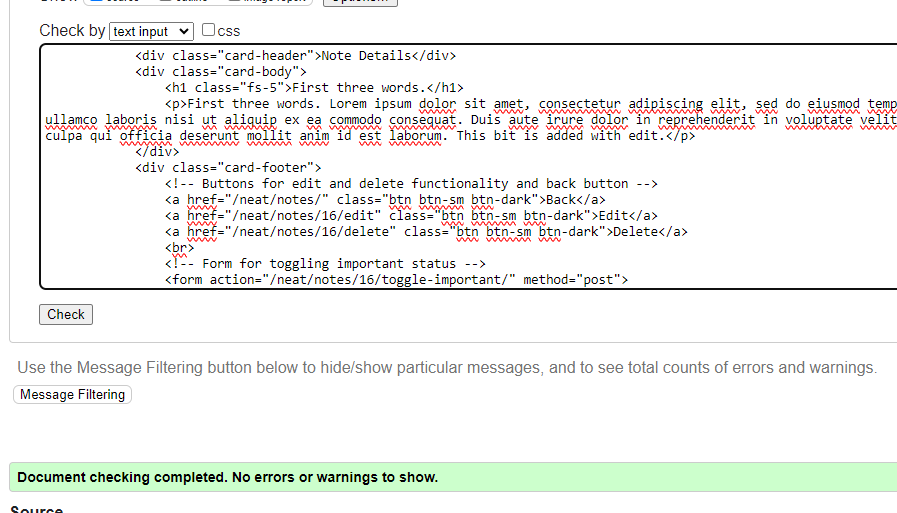 Check by text input css
<div class="card-header">Note Details</div>
<div class="card-body">
<h1 class="fs-5">First three words.</h1>
<p>First three words. Lorem ipsum dolor sit amet, consectetur adipiscing elit, sed do eiusmod temp
ullamco laboris nisi ut aliquip ex ea commodo consequat. Duis aute irure dolor in reprehenderit in voluptate velit
culpa qui officia deserunt mollit anim id est laborum. This bit is added with edit.</p>
</div>
<div class="card-footer">
<!-- Buttons for edit and delete functionality and back button -->
<a href="/neat/notes/" class="btn btn-sm btn-dark">Back</a>
<a href="/neat/notes/16/edit" class="btn btn-sm btn-dark">Edit</a>
<a href="/neat/notes/16/delete" class="btn btn-sm btn-dark">Delete</a>
<br>
<!-- Form for toggling important status -->
<form action="/neat/notes/16/toggle-important/" method="post">
Check
Use the Message Filtering button below to hide/show particular messages, and to see total counts of errors and warnings.
Message Filtering
Document checking completed. No errors or warnings to show.
Source